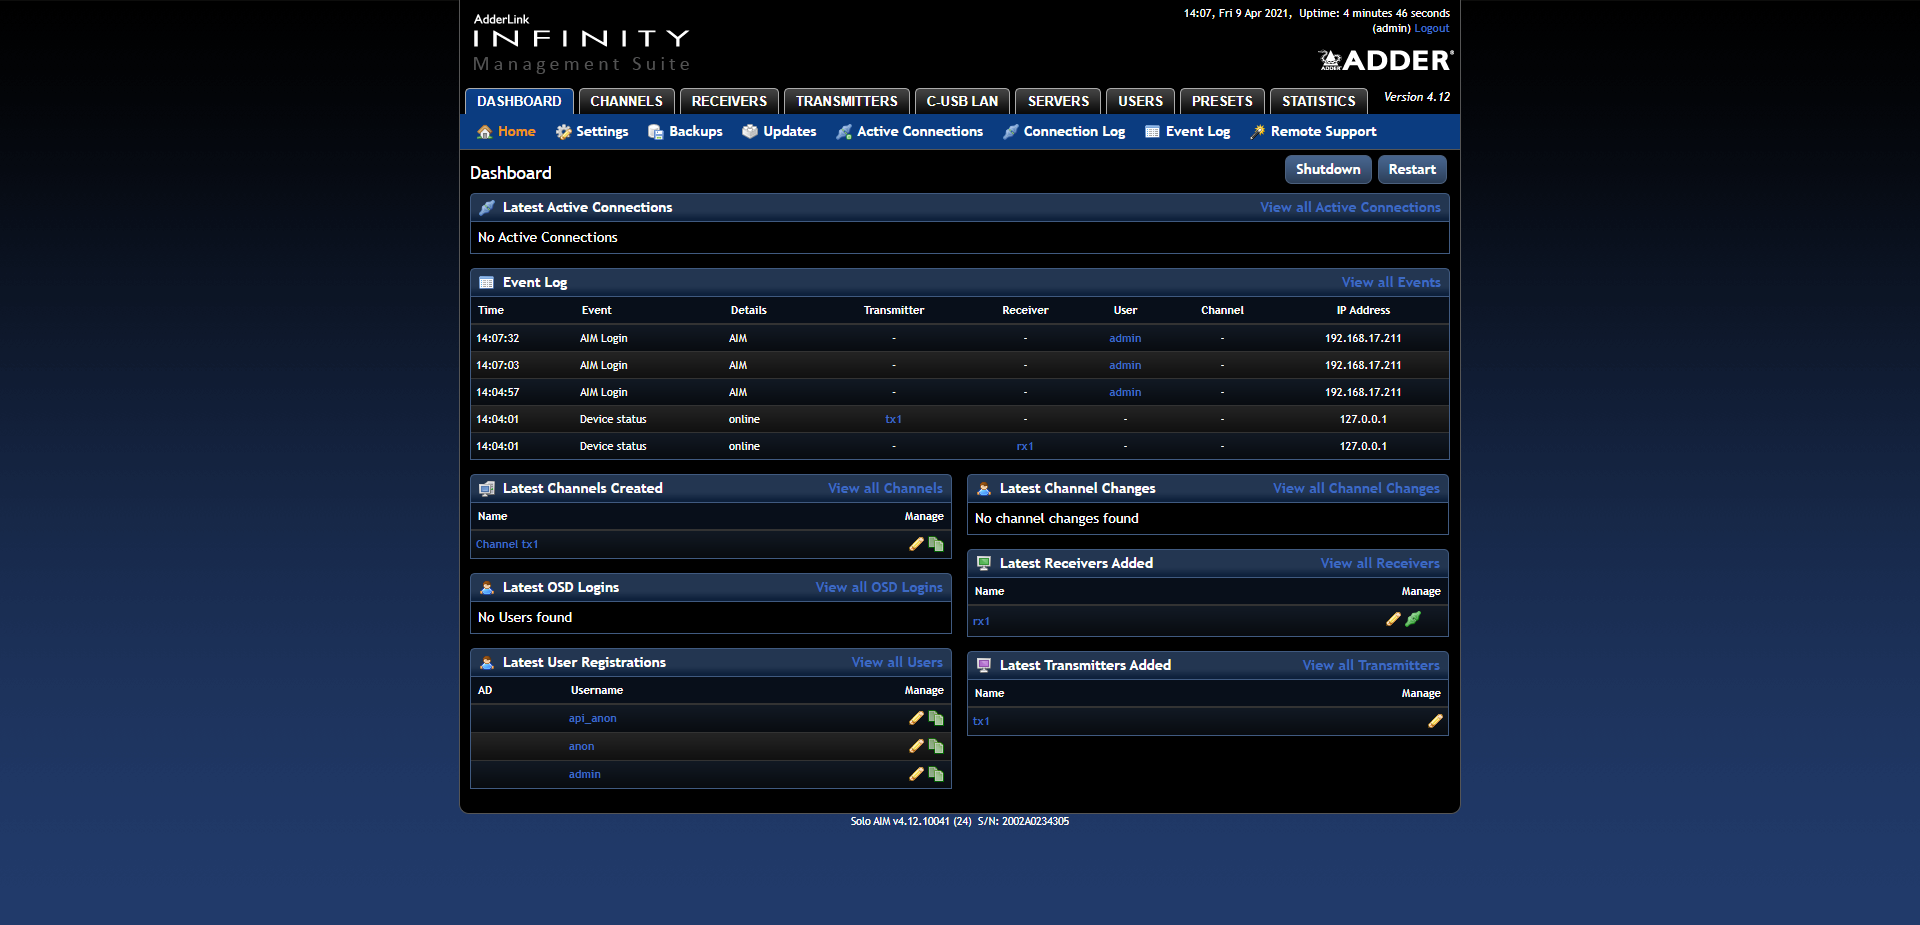 AdderLink
INFINITY
Management Suite
14:07, Fri 9 Apr 2021, Uptime: 4 minutes 46 seconds
(admin) Logout
ADDER
ADDER®
DASHBOARD CHANNELS RECEIVERS TRANSMITTERS C-USB LAN SERVERS USERS PRESETS STATISTICS Version 4.12
Home Settings Backups Updates Active Connections Connection Log Event Log Remote Support
Dashboard Shutdown Restart
Latest Active Connections View all Active Connections
No Active Connections
Event Log View all Events
Time Event Details Transmitter Receiver User Channel IP Address
14:07:32 AIM Login AIM - - admin - 192.168.17.211
14:07:03 AIM Login AIM - - admin - 192.168.17.211
14:04:57 AIM Login AIM - - admin - 192.168.17.211
14:04:01 Device status online tx1 - - - 127.0.0.1
14:04:01 Device status online - rx1 - - 127.0.0.1
Latest Channels Created View all Channels
Name Manage
Channel tx1
Latest OSD Logins View all OSD Logins
No Users found
Latest User Registrations View all Users
AD Username Manage
api_anon
anon
admin
Latest Channel Changes View all Channel Changes
No channel changes found
Latest Receivers Added View all Receivers
Name Manage
rx1
Latest Transmitters Added View all Transmitters
Name Manage
tx1
Solo AIM v4.12.10041 (24) S/N: 2002A0234305